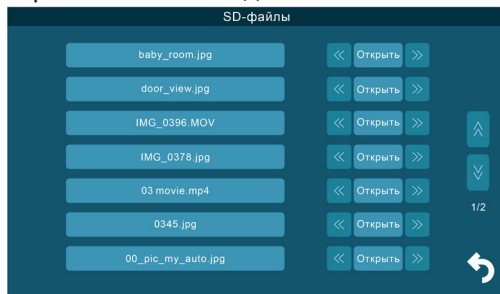 SD-файлы
baby_room.jpg Открыть
door_view.jpg Открыть
IMG_0396.MOV Открыть
IMG_0378.jpg Открыть
03 movie.mp4 Открыть
1/2
0345.jpg Открыть
00_pic_my_auto.jpg Открыть